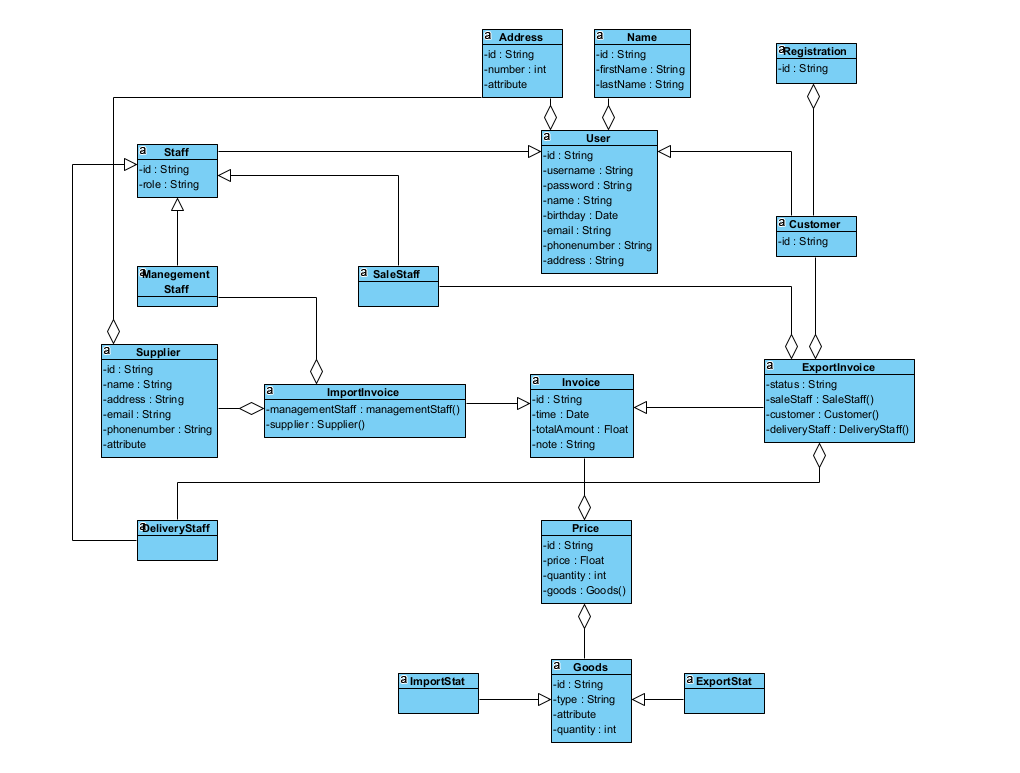 a Address
-id : String
-number : int
-attribute
a Name
-id : String
-firstName : String
-lastName : String
a Registration
-id : String
a Staff
-id : String
-role : String
a User
-id : String
-username : String
-password : String
-name : String
-birthday : Date
-email : String
-phonenumber : String
-address : String
a Customer
-id : String
a Manegement
Staff
a SaleStaff
a Supplier
-id : String
-name : String
-address : String
-email : String
-phonenumber : String
-attribute
a ImportInvoice
-managementStaff : managementStaff()
-supplier : Supplier()
a Invoice
-id : String
-time : Date
-totalAmount : Float
-note : String
a ExportInvoice
-status : String
-saleStaff : SaleStaff()
-customer : Customer()
-deliveryStaff : DeliveryStaff()
a DeliveryStaff
Price
-id : String
-price : Float
-quantity : int
-goods : Goods()
a ImportStat
a Goods
-id : String
-type : String
-attribute
-quantity : int
a ExportStat